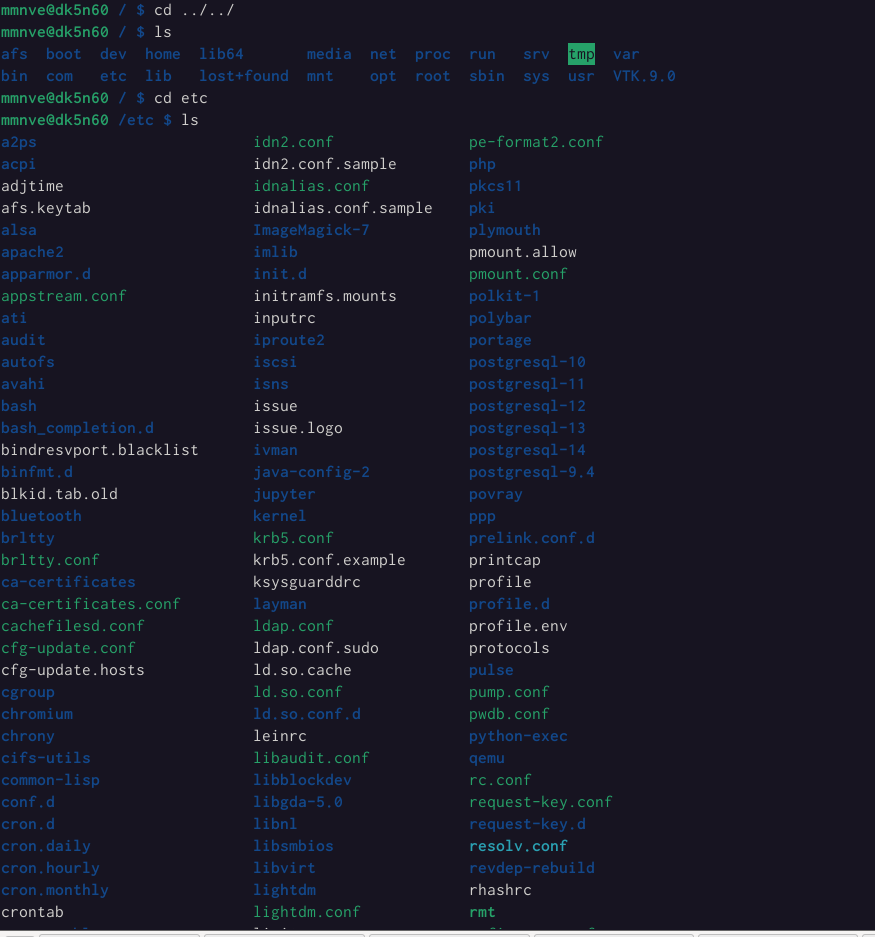 mmnve@dk5n60 / $ cd ../../
mmnve@dk5n60 / $ ls
afs boot dev home lib64 media net proc run srv tmp var
bin com etc lib lost+found mnt opt root sbin sys usr VTK.9.0
mmnve@dk5n60 / $ cd etc
mmnve@dk5n60 /etc $ ls
a2ps idn2.conf pe-format2.conf
acpi idn2.conf.sample php
adjtime idnalias.conf pkcs11
afs.keytab idnalias.conf.sample pki
alsa ImageMagick-7 plymouth
apache2 imlib pmount.allow
apparmor.d init.d pmount.conf
appstream.conf initramfs.mounts polkit-1
ati inputrc polybar
audit iproute2 portage
autofs iscsi postgresql-10
avahi isns postgresql-11
bash issue postgresql-12
bash_completion.d issue.logo postgresql-13
bindresvport.blacklist ivman postgresql-14
binfmt.d java-config-2 postgresql-9.4
blkid.tab.old jupyter povray
bluetooth kernel ppp
brltty krb5.conf prelink.conf.d
brltty.conf krb5.conf.example printcap
ca-certificates ksysguarddrc profile
ca-certificates.conf layman profile.d
cachefilesd.conf ldap.conf profile.env
cfg-update.conf ldap.conf.sudo protocols
cfg-update.hosts ld.so.cache pulse
cgroup ld.so.conf pump.conf
chromium ld.so.conf.d pwdb.conf
chrony leinrc python-exec
cifs-utils libaudit.conf qemu
common-lisp libblockdev rc.conf
conf.d libgda-5.0 request-key.conf
cron.d libnl request-key.d
cron.daily libsmbios resolv.conf
cron.hourly libvirt revdep-rebuild
cron.monthly lightdm rhashrc
crontab lightdm.conf rmt